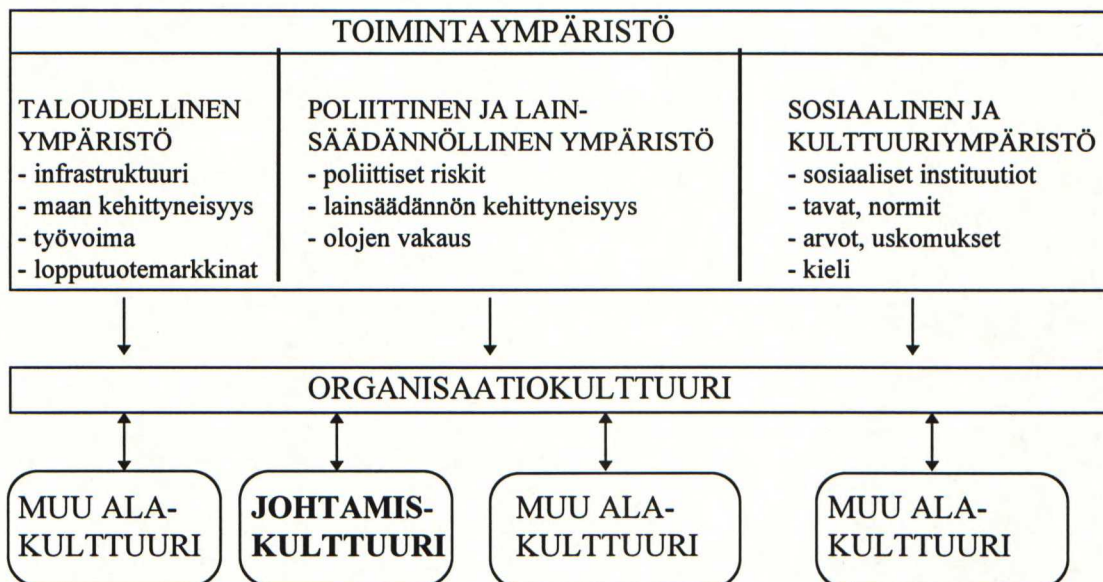 TOIMINTAYMPÄRISTÖ
TALOUDELLINEN
YMPÄRISTÖ
- infrastruktuuri
- maan kehittyneisyys
- työvoima
- lopputuotemarkkinat
POLIITTINEN JA LAIN-
SÄÄDÄNNÖLLINEN YMPÄRISTÖ
- poliittiset riskit
- lainsäädännön kehittyneisyys
- olojen vakaus
SOSIAALINEN JA
KULTTUURIYMPÄRISTÖ
- sosiaaliset instituutiot
- tavat, normit
- arvot, uskomukset
- kieli
ORGANISAATIOKULTTUURI
MUU ALA-
KULTTUURI
JOHTAMIS-
KULTTUURI
MUU ALA-
KULTTUURI
MUU ALA-
KULTTUURI